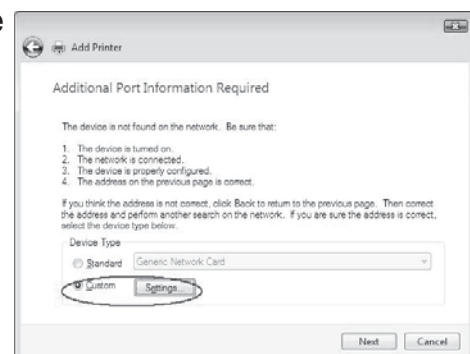 e
Add Printer
Additional Port Information Required
The device is not found on the network. Be sure that:
1. The device is turned on.
2. The network is connected.
3. The device is properly configured.
4. The address on the previous page is correct.
If you think the address is not correct, click Back to return to the previous page. Then correct
the address and perform another search on the network. If you are sure the address is correct,
select the device type below.
Device Type
Standard Generic Network Card
Custom Settings...
Next Cancel